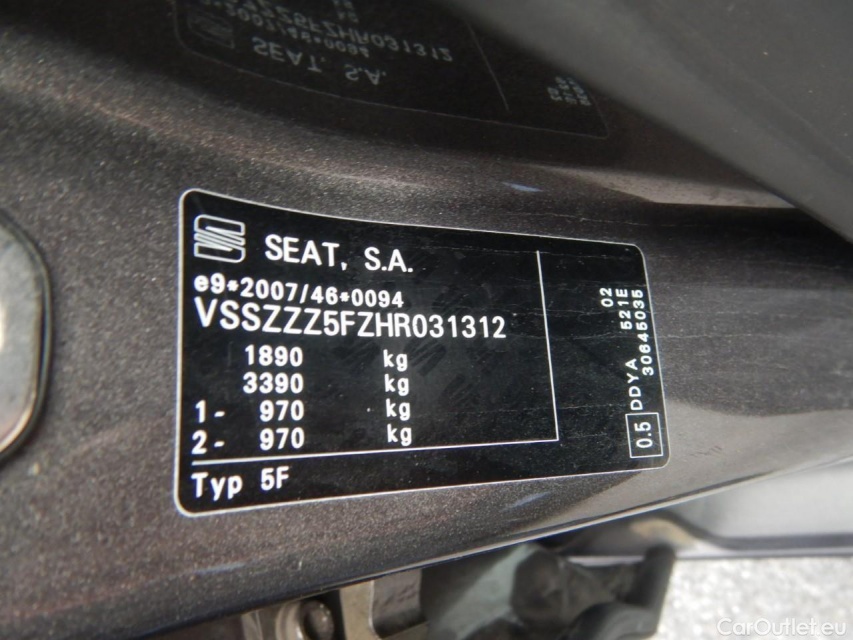 SEAT, S.A.
e9*2007/46*0094
VSSZZZ5FZHR031312
1890 kg
3390 kg
1- 970 kg
2- 970 kg
Typ 5F
02
521E
DDYA
30645035
0.5
CarOutlet.eu